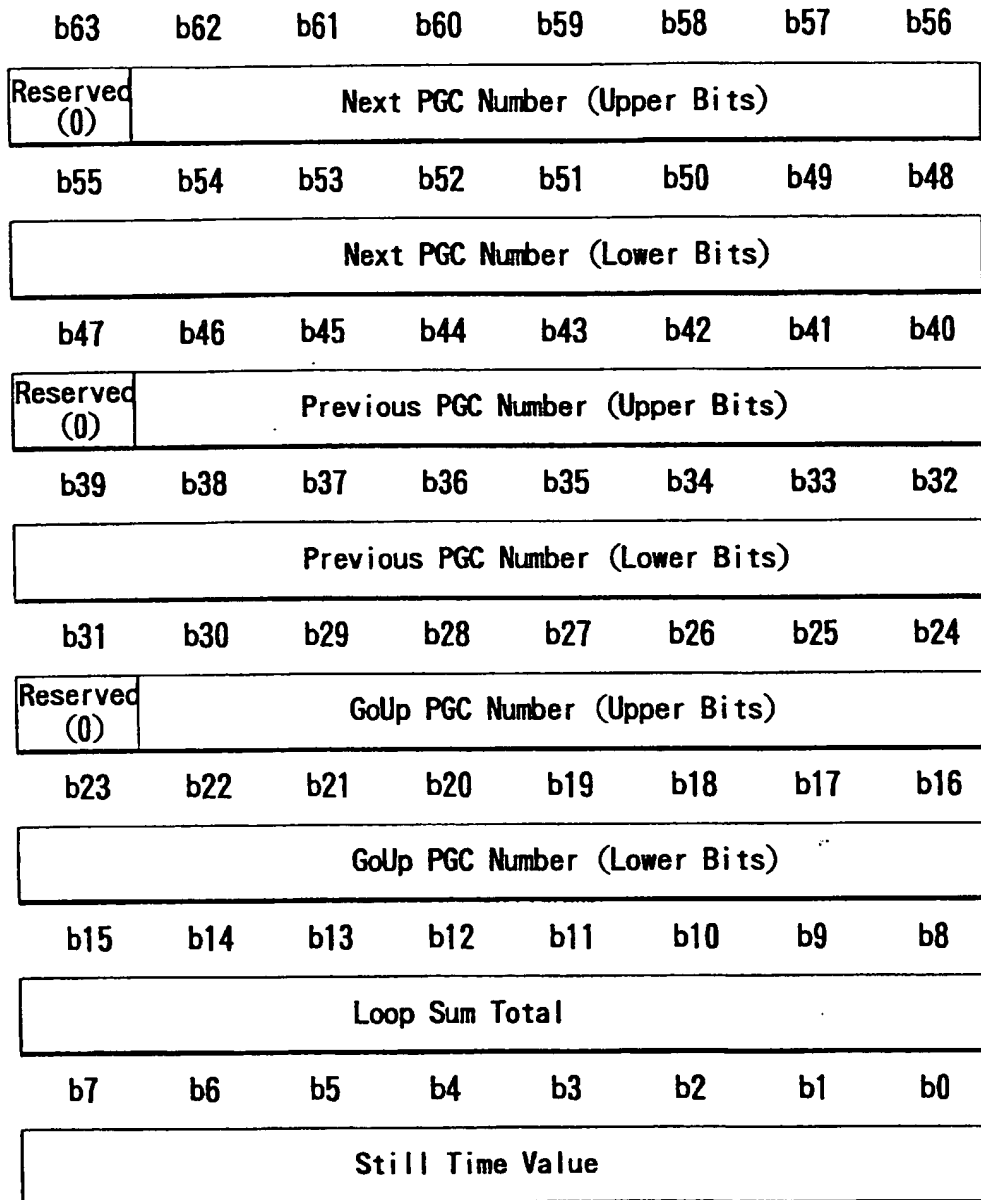 b63 b62 b61 b60 b59 b58 b57 b56
Reserved
(0)
Next PGC Number (Upper Bits)
b55 b54 b53 b52 b51 b50 b49 b48
Next PGC Number (Lower Bits)
b47 b46 b45 b44 b43 b42 b41 b40
Reserved
(0)
Previous PGC Number (Upper Bits)
b39 b38 b37 b36 b35 b34 b33 b32
Previous PGC Number (Lower Bits)
b31 b30 b29 b28 b27 b26 b25 b24
Reserved
(0)
GoUp PGC Number (Upper Bits)
b23 b22 b21 b20 b19 b18 b17 b16
GoUp PGC Number (Lower Bits)
b15 b14 b13 b12 b11 b10 b9 b8
Loop Sum Total
b7 b6 b5 b4 b3 b2 b1 b0
Still Time Value